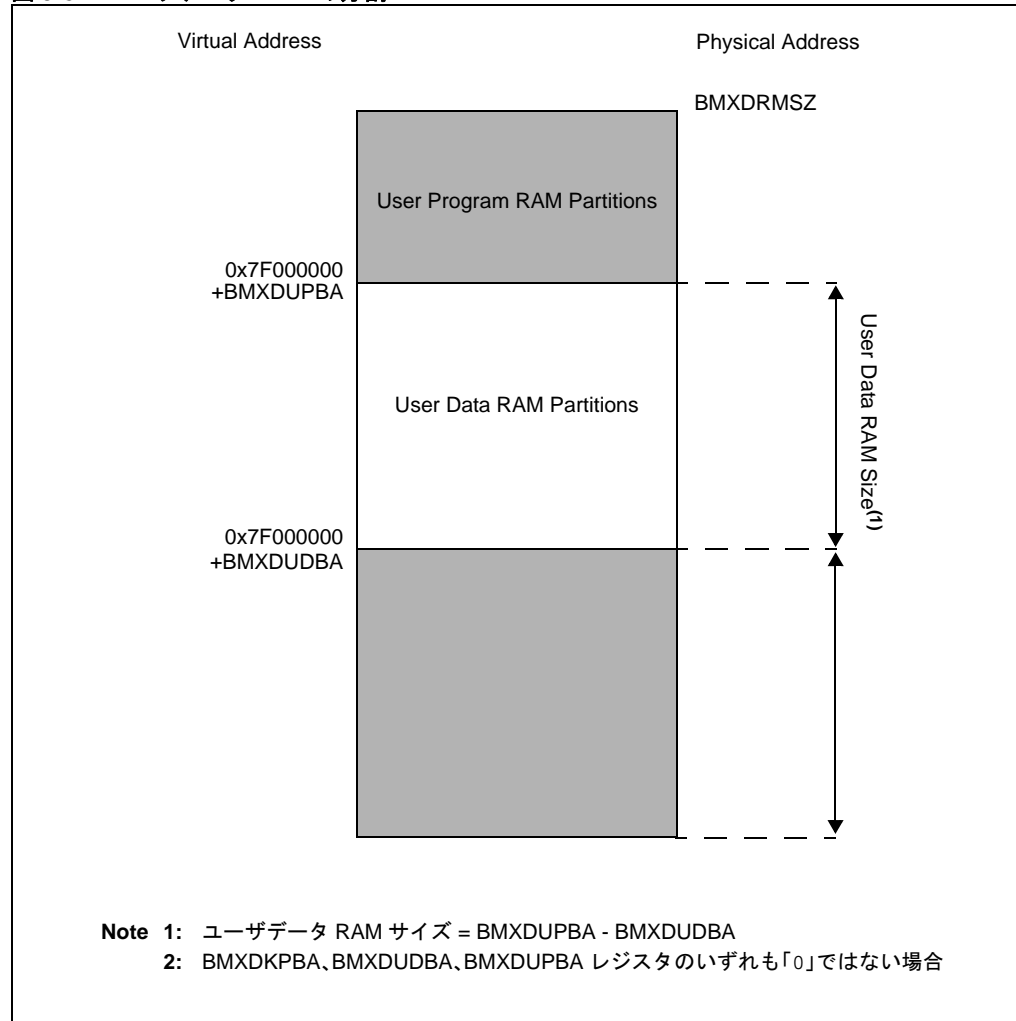 Virtual Address
Physical Address
BMXDRMSZ
User Program RAM Partitions
0x7F000000
+BMXDUPBA
User Data RAM Size(1)
User Data RAM Partitions
0x7F000000
+BMXDUDBA
Note 1: ユーザデータ RAM サイズ = BMXDUPBA - BMXDUDBA
2: BMXDKPBA、BMXDUDBA、BMXDUPBA レジスタのいずれも「0」ではない場合